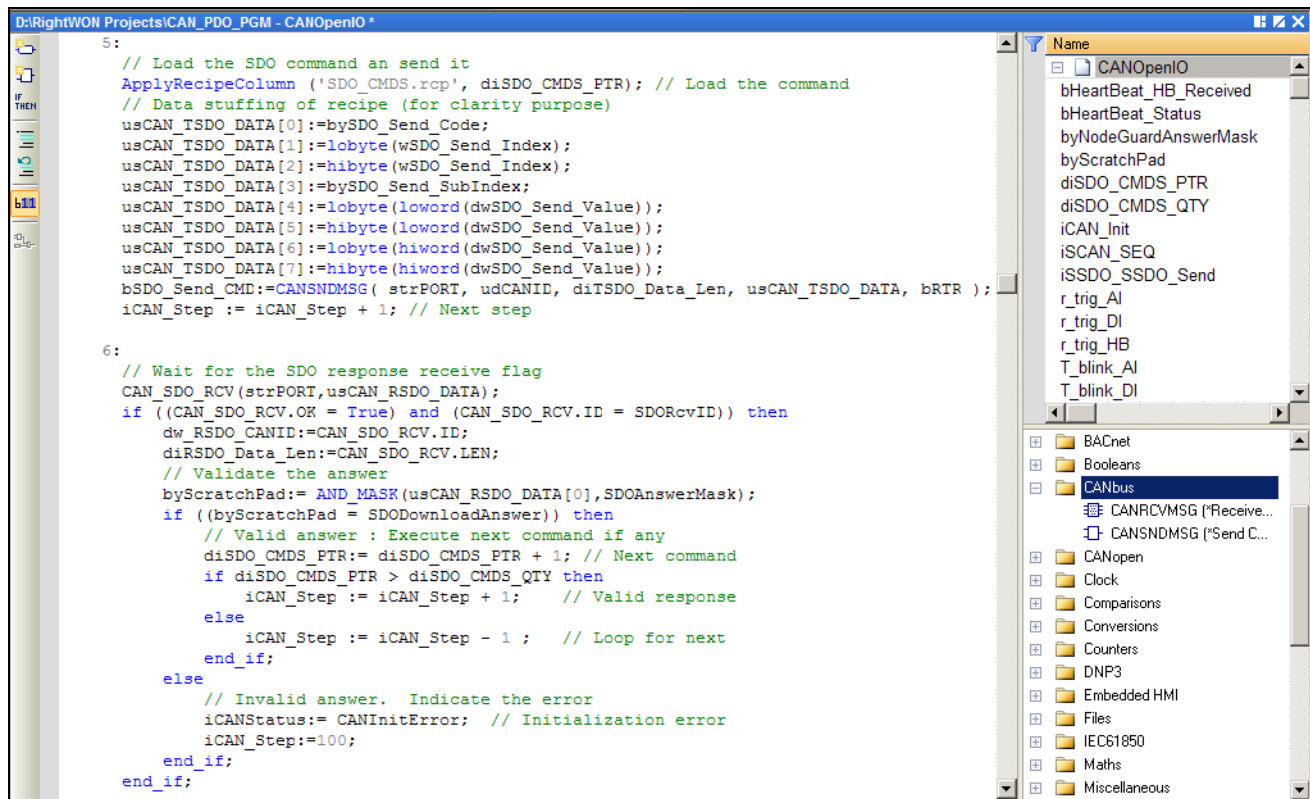 D:\RightWON Projects\CAN_PDO_PGM - CANOpenIO *
5:
// Load the SDO command an send it
ApplyRecipeColumn ('SDO_CMDS.rcp', diSDO_CMDS_PTR); // Load the command
// Data stuffing of recipe (for clarity purpose)
usCAN_TSDO_DATA[0]:=bySDO_Send_Code;
usCAN_TSDO_DATA[1]:=lobyte(wSDO_Send_Index);
usCAN_TSDO_DATA[2]:=hibyte(wSDO_Send_Index);
usCAN_TSDO_DATA[3]:=bySDO_Send_SubIndex;
usCAN_TSDO_DATA[4]:=lobyte(loword(dwSDO_Send_Value));
usCAN_TSDO_DATA[5]:=hibyte(loword(dwSDO_Send_Value));
usCAN_TSDO_DATA[6]:=lobyte(hiword(dwSDO_Send_Value));
usCAN_TSDO_DATA[7]:=hibyte(hiword(dwSDO_Send_Value));
bSDO_Send_CMD:=CANSNDMSG( strPORT, udCANID, diTSDO_Data_Len, usCAN_TSDO_DATA, bRTR );
iCAN_Step := iCAN_Step + 1; // Next step
6:
// Wait for the SDO response receive flag
CAN_SDO_RCV(strPORT,usCAN_RSDO_DATA);
if ((CAN_SDO_RCV.OK = True) and (CAN_SDO_RCV.ID = SDORcvID)) then
dw_RSDO_CANID:=CAN_SDO_RCV.ID;
diRSDO_Data_Len:=CAN_SDO_RCV.LEN;
// Validate the answer
byScratchPad:= AND_MASK(usCAN_RSDO_DATA[0],SDOAnswerMask);
if ((byScratchPad = SDODownloadAnswer)) then
// Valid answer : Execute next command if any
diSDO_CMDS_PTR:= diSDO_CMDS_PTR + 1; // Next command
if diSDO_CMDS_PTR > diSDO_CMDS_QTY then
iCAN_Step := iCAN_Step + 1; // Valid response
else
iCAN_Step := iCAN_Step - 1 ; // Loop for next
end_if;
else
// Invalid answer. Indicate the error
iCANStatus:= CANInitError; // Initialization error
iCAN_Step:=100;
end_if;
end_if;
IF
THEN
b11
Name
CANOpenIO
bHeartBeat_HB_Received
bHeartBeat_Status
byNodeGuardAnswerMask
byScratchPad
diSDO_CMDS_PTR
diSDO_CMDS_QTY
iCAN_Init
iSCAN_SEQ
iSSDO_SSDO_Send
r_trig_AI
r_trig_DI
r_trig_HB
T_blink_AI
T_blink_DI
BACnet
Booleans
CANbus
CANRCVMSG (*Receive...
CANSNDMSG (*Send C...
CANopen
Clock
Comparisons
Conversions
Counters
DNP3
Embedded HMI
Files
IEC61850
Maths
Miscellaneous